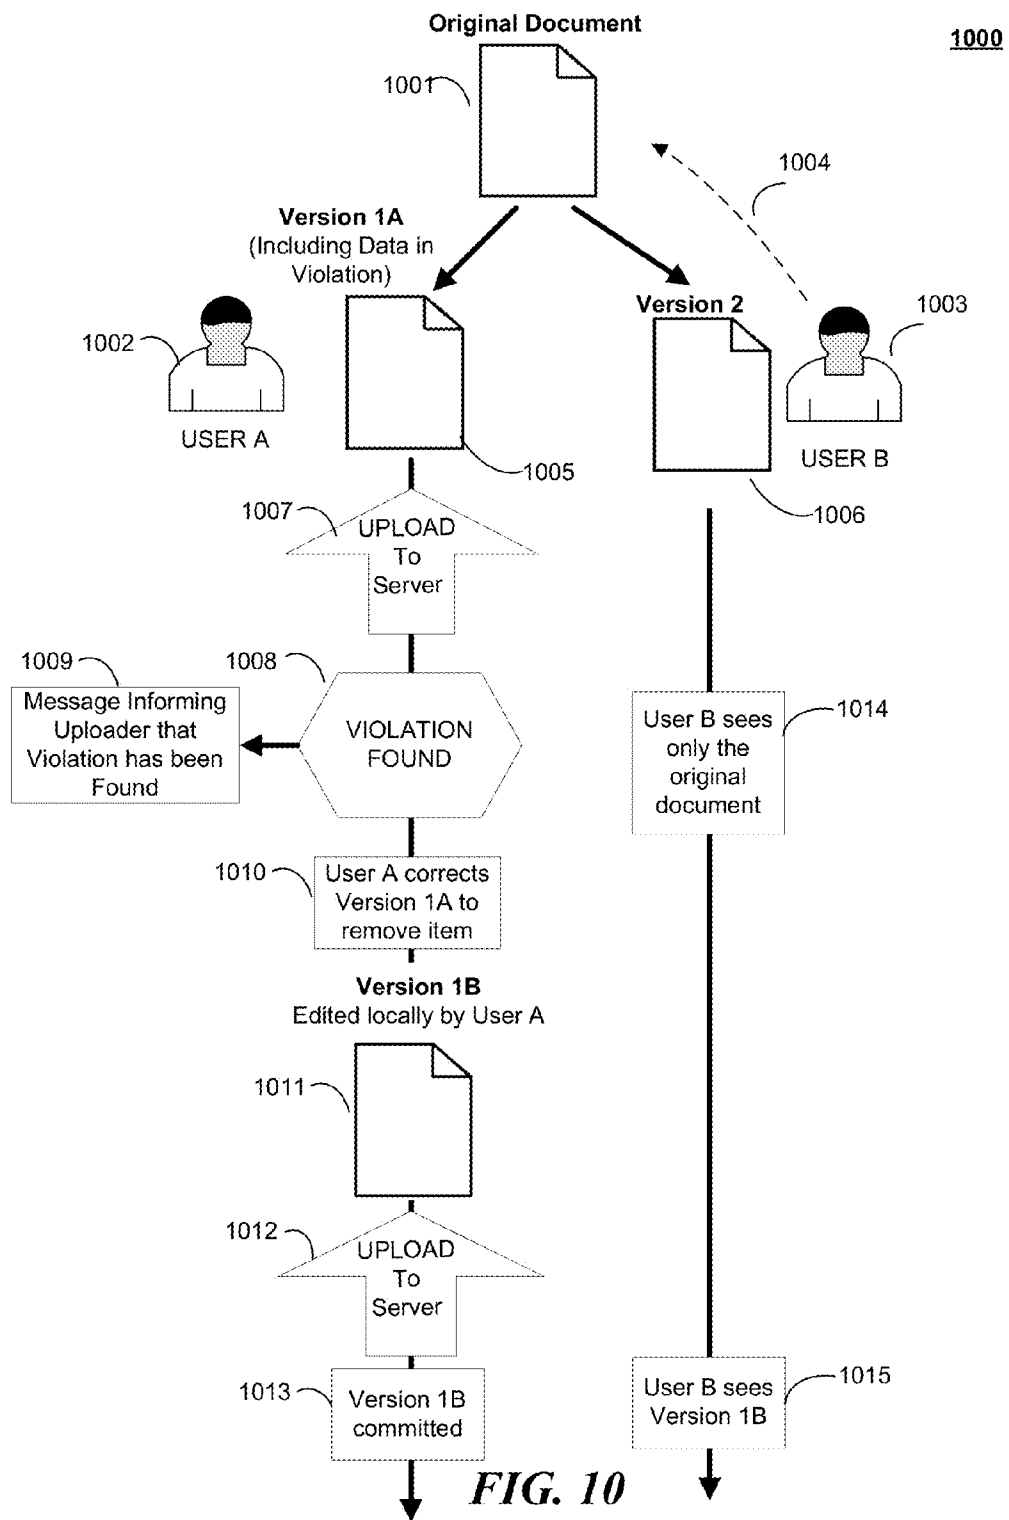 Original Document
1000
1001
1004
Version 1A
(Including Data in
Violation)
Version 2
1003
1002
USER A
USER B
1005
1006
1007
UPLOAD
To
Server
1009
1008
Message Informing
Uploader that
Violation has been
Found
VIOLATION
FOUND
1014
User B sees
only the
original
document
1010
User A corrects
Version 1A to
remove item
Version 1B
Edited locally by User A
1011
1012
UPLOAD
To
Server
1013
Version 1B
committed
1015
User B sees
Version 1B
FIG. 10